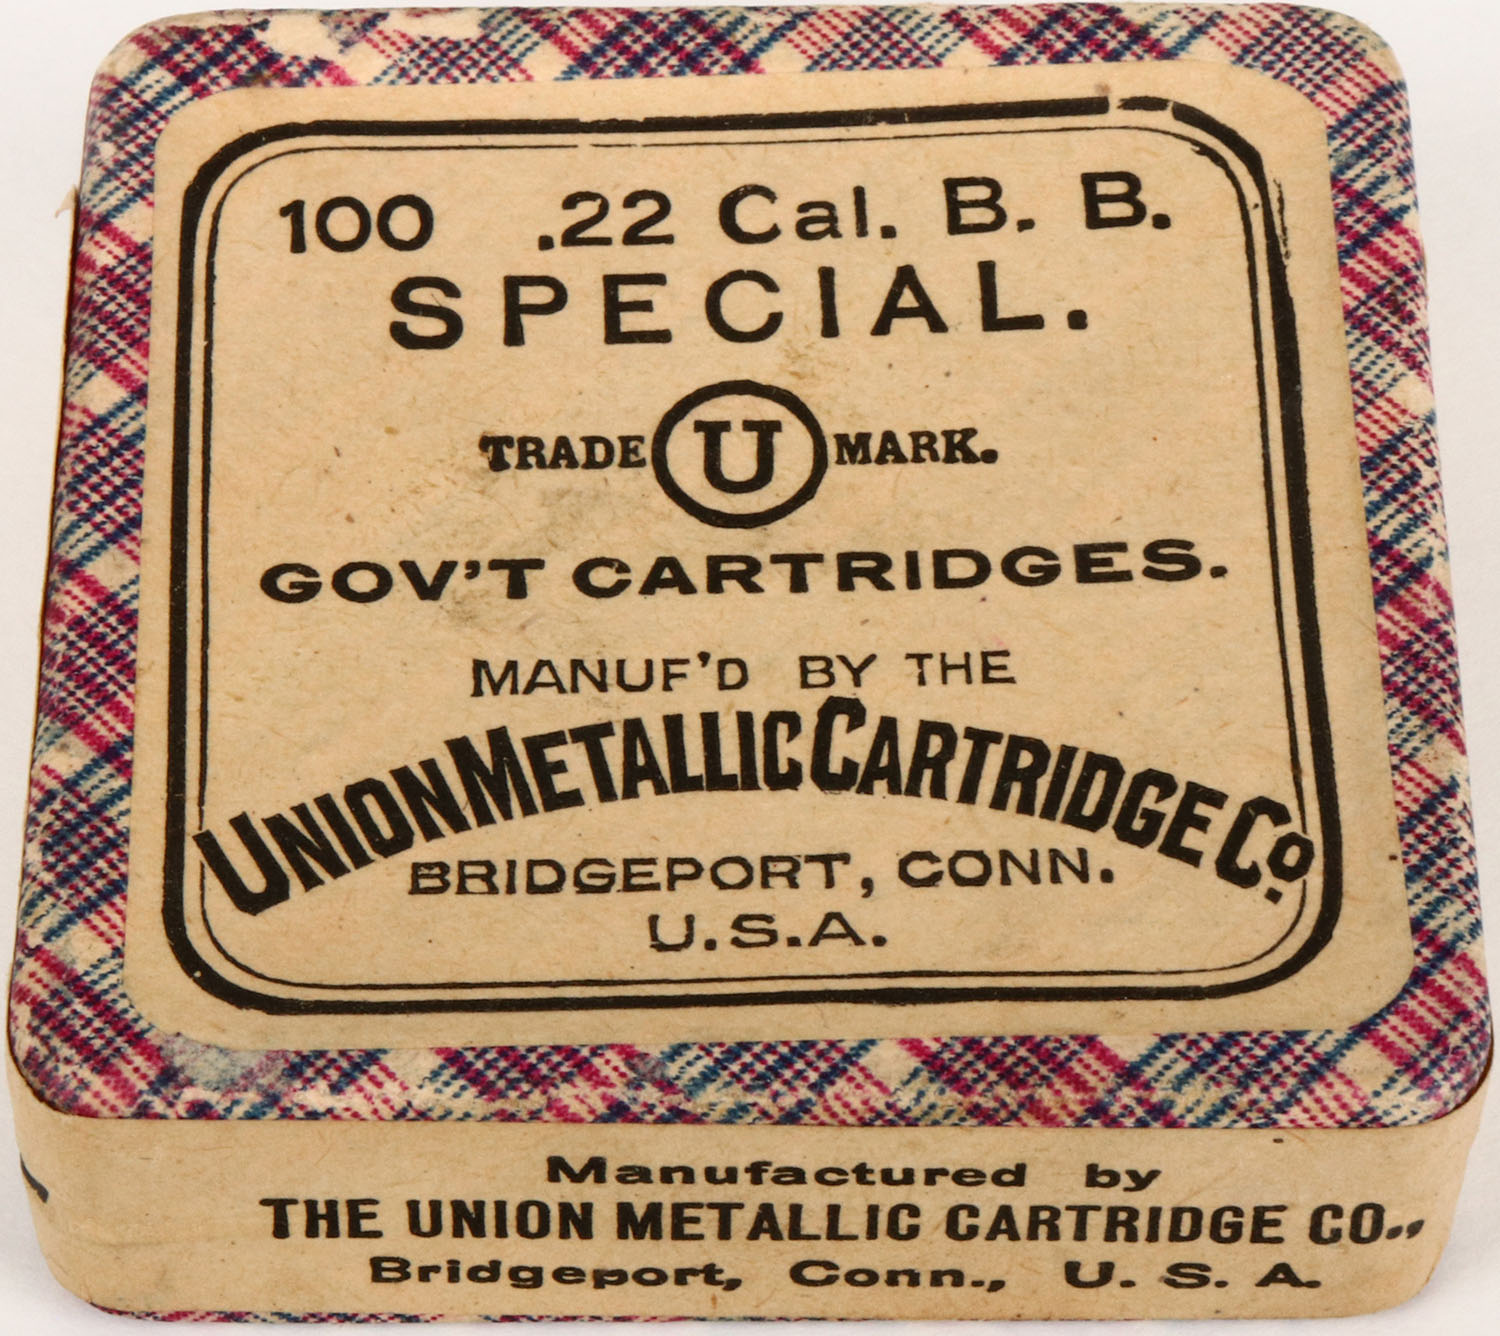 100 .22 Cal. B. B.
SPECIAL.
TRADE U MARK.
GOV'T CARTRIDGES.
MANUF'D BY THE
UNION METALLIC CARTRIDGE Co.
BRIDGEPORT, CONN.
U.S.A.
Manufactured by
THE UNION METALLIC CARTRIDGE CO.,
Bridgeport, Conn., U. S. A.